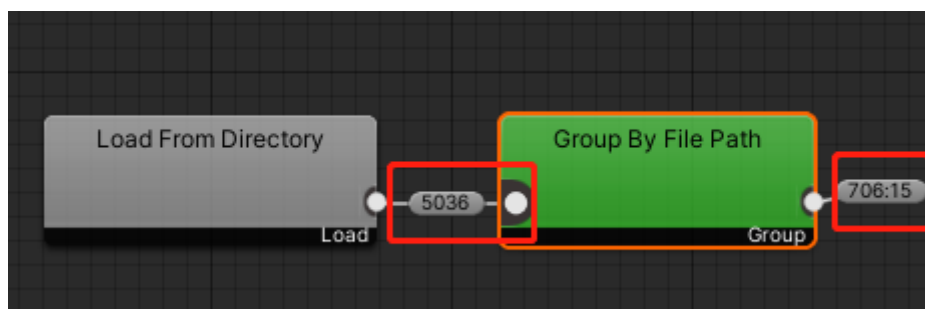 Load From Directory
Group By File Path
5036
706:15
Load
Group